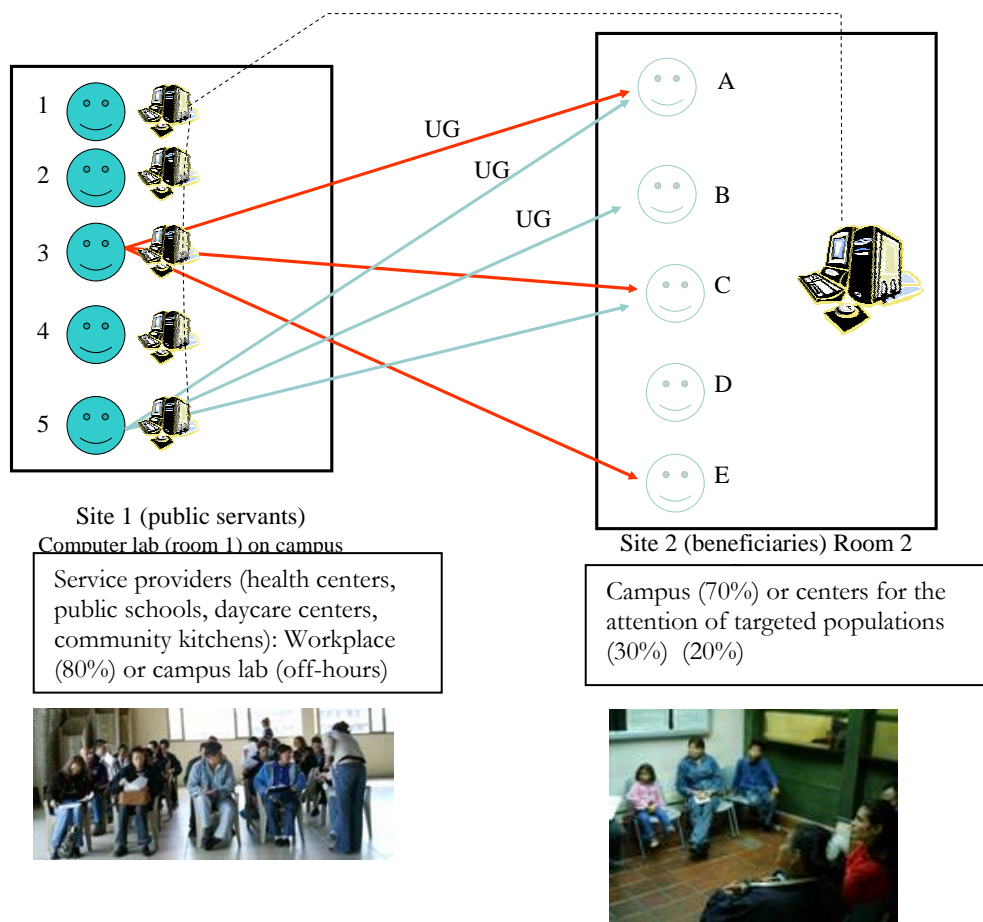 1
2
3
4
5
UG
UG
UG
A
B
C
D
E
Site 1 (public servants)
Computer lab (room 1) on campus
Service providers (health centers,
public schools, daycare centers,
community kitchens): Workplace
(80%) or campus lab (off-hours)
Site 2 (beneficiaries) Room 2
Campus (70%) or centers for the
attention of targeted populations
(30%)  (20%)